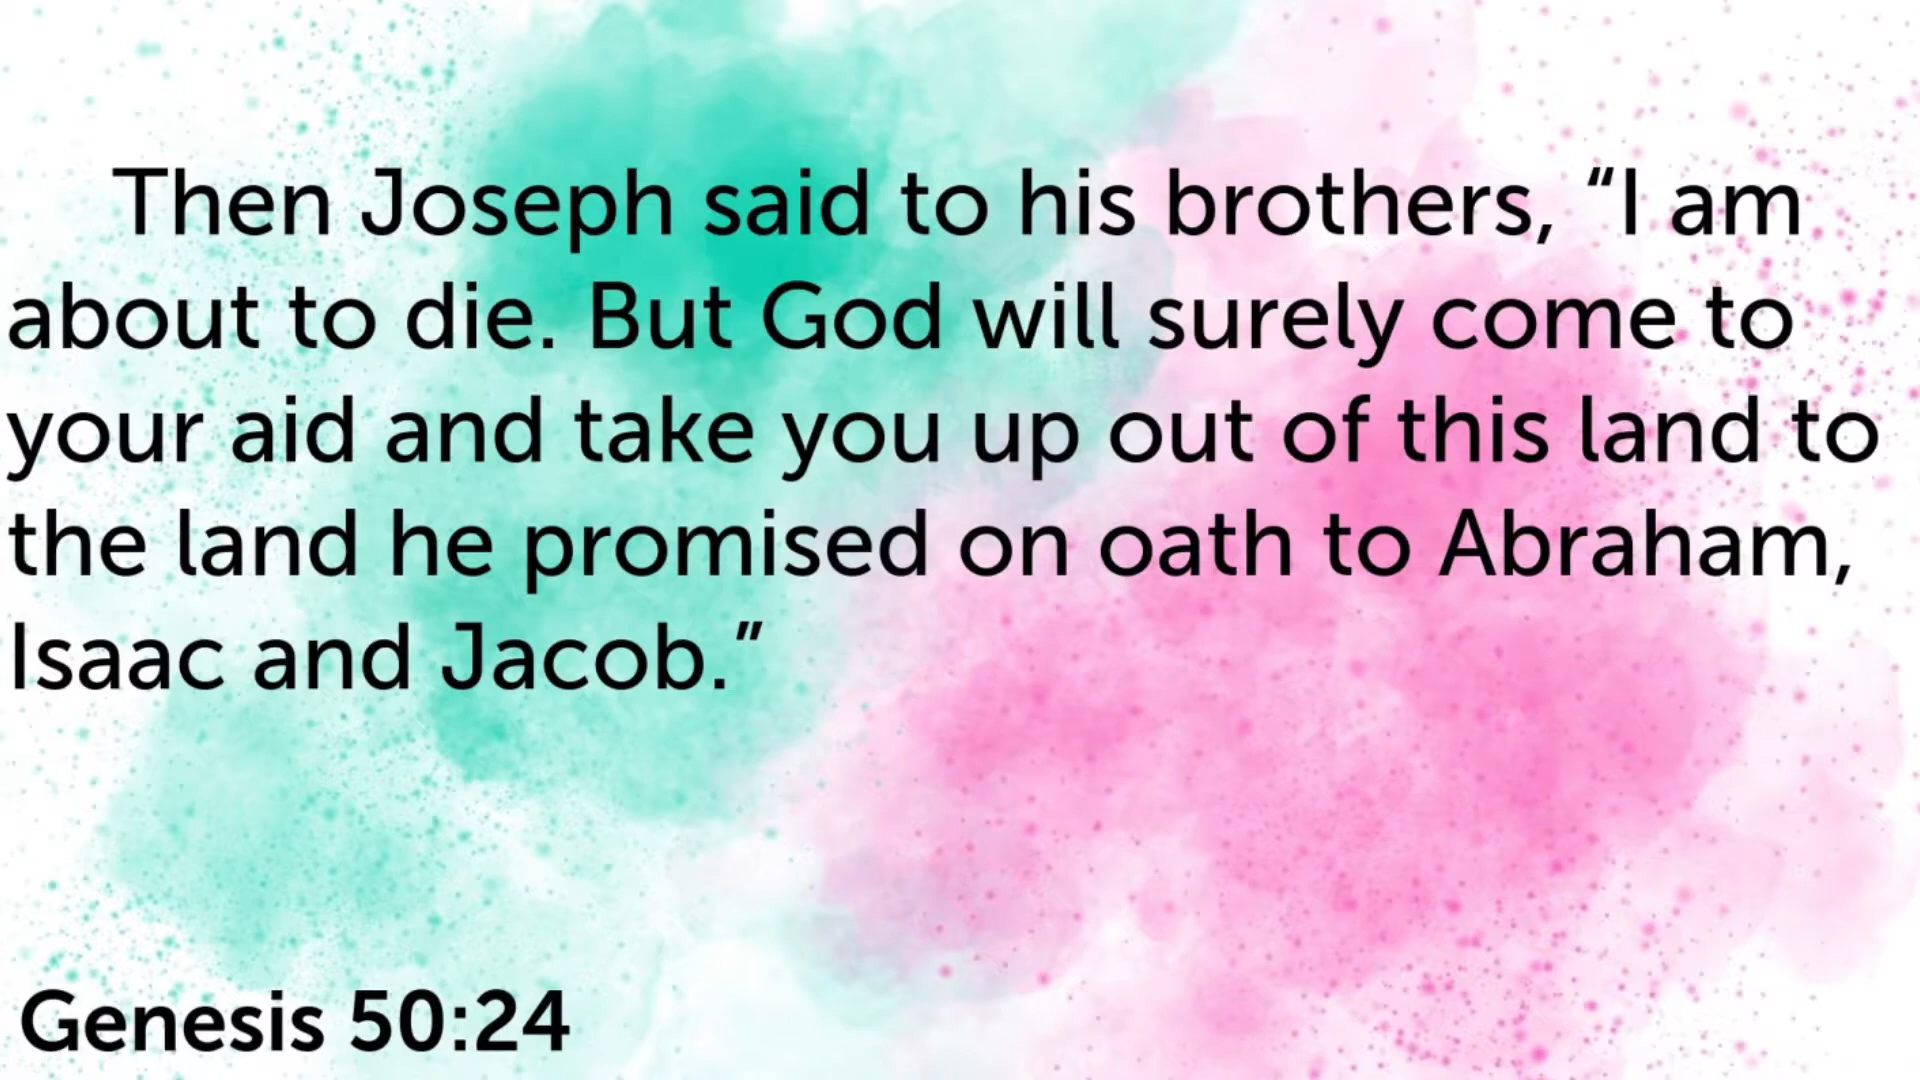 Then Joseph said to his brothers, “I am
about to die. But God will surely come to
your aid and take you up out of this land to
the land he promised on oath to Abraham,
Isaac and Jacob.”
Genesis 50:24